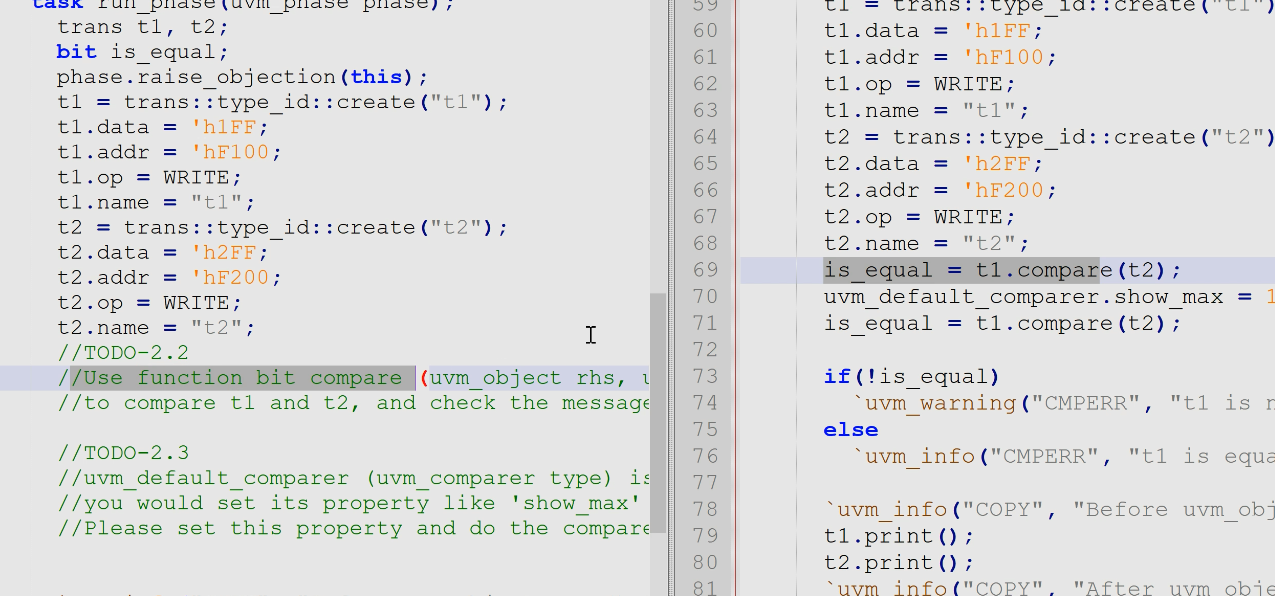 task run_phase(uvm_phase phase);
trans t1, t2;
bit is_equal;
phase.raise_objection(this);
t1 = trans::type_id::create("t1");
t1.data = 'h1FF;
t1.addr = 'hF100;
t1.op = WRITE;
t1.name = "t1";
t2 = trans::type_id::create("t2");
t2.data = 'h2FF;
t2.addr = 'hF200;
t2.op = WRITE;
t2.name = "t2";
//TODO-2.2
//Use function bit compare (uvm_object rhs, u
//to compare t1 and t2, and check the message
//TODO-2.3
//uvm_default_comparer (uvm_comparer type) is
//you would set its property like 'show_max'
//Please set this property and do the compare
59 t1 = trans::type_id::create("t1")
60 t1.data = 'h1FF;
61 t1.addr = 'hF100;
62 t1.op = WRITE;
63 t1.name = "t1";
64 t2 = trans::type_id::create("t2")
65 t2.data = 'h2FF;
66 t2.addr = 'hF200;
67 t2.op = WRITE;
68 t2.name = "t2";
69 is_equal = t1.compare(t2);
70 uvm_default_comparer.show_max = 1
71 is_equal = t1.compare(t2);
72
73 if(!is_equal)
74 `uvm_warning("CMPERR", "t1 is n
75 else
76 `uvm_info("CMPERR", "t1 is equa
77
78 `uvm_info("COPY", "Before uvm_obj
79 t1.print();
80 t2.print();
81 `uvm_info("COPY", "After uvm_obje